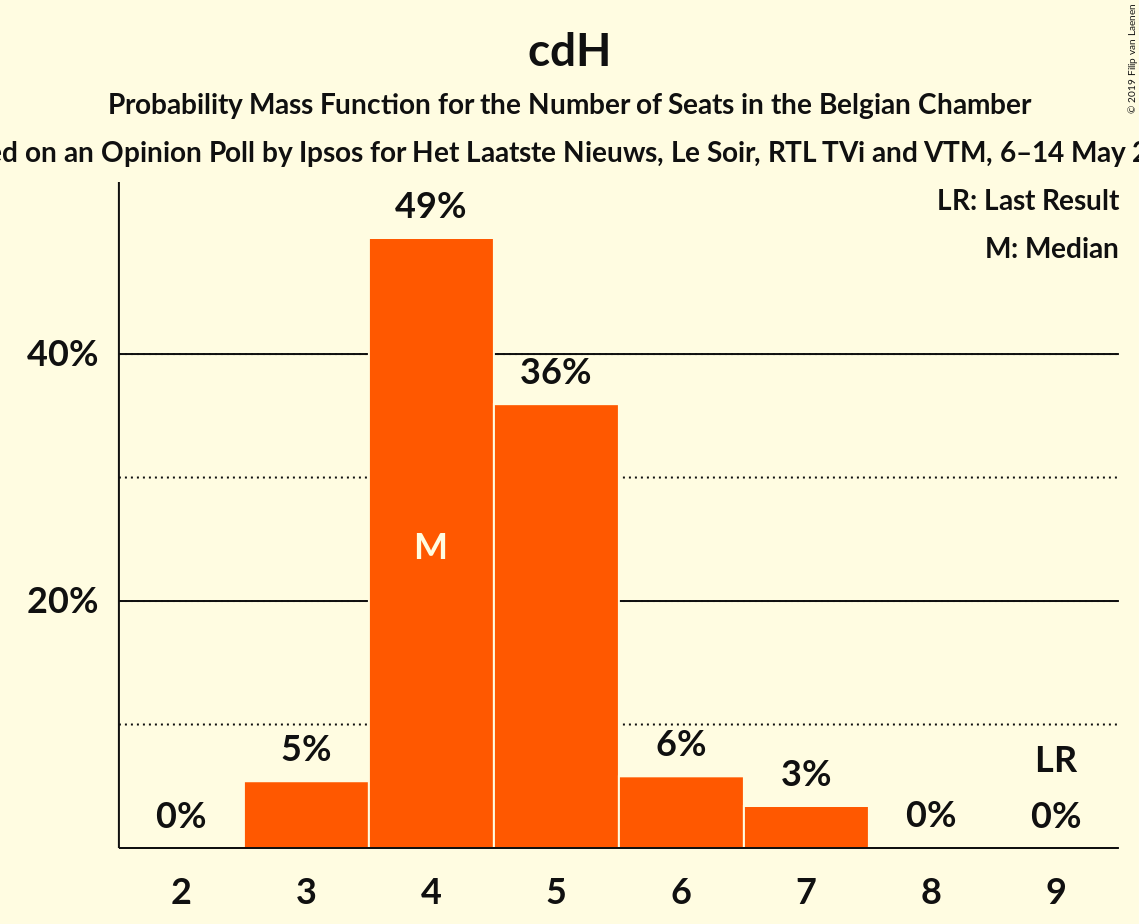 cdH
Probability Mass Function for the Number of Seats in the Belgian Chamber
on an Opinion Poll by Ipsos for Het Laatste Nieuws, Le Soir, RTL TVi and VTM, 6–14 May
© 2019 Filip van Laenen
LR: Last Result
M: Median
49%
40%
36%
M
20%
5%
6%
3%
LR
0%
0%
0%
2 3 4 5 6 7 8 9